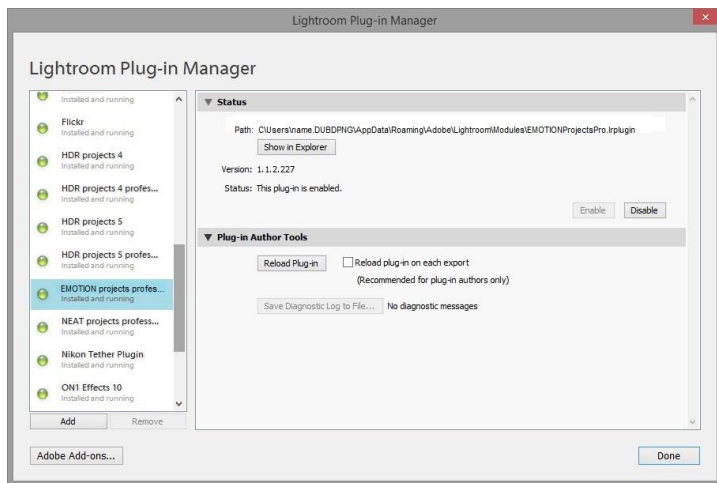 Lightroom Plug-in Manager
Lightroom Plug-in Manager
Installed and running
Flickr
Installed and running
HDR projects 4
Installed and running
HDR projects 4 profes...
Installed and running
HDR projects 5
Installed and running
HDR projects 5 profes...
Installed and running
EMOTION projects profes...
Installed and running
NEAT projects profess...
Installed and running
Nikon Tether Plugin
Installed and running
ON1 Effects 10
Installed and running
Add Remove
Status
Path: C\Users\name.DUBDPNG\AppData\Roaming\Adobe\Lightroom\Modules\EMOTIONProjectsPro.lrplugin
Show in Explorer
Version: 1.1.2.227
Status: This plug-in is enabled.
Enable Disable
Plug-in Author Tools
Reload Plug-in Reload plug-in on each export
(Recommended for plug-in authors only)
Save Diagnostic Log to File... No diagnostic messages
Adobe Add-ons... Done